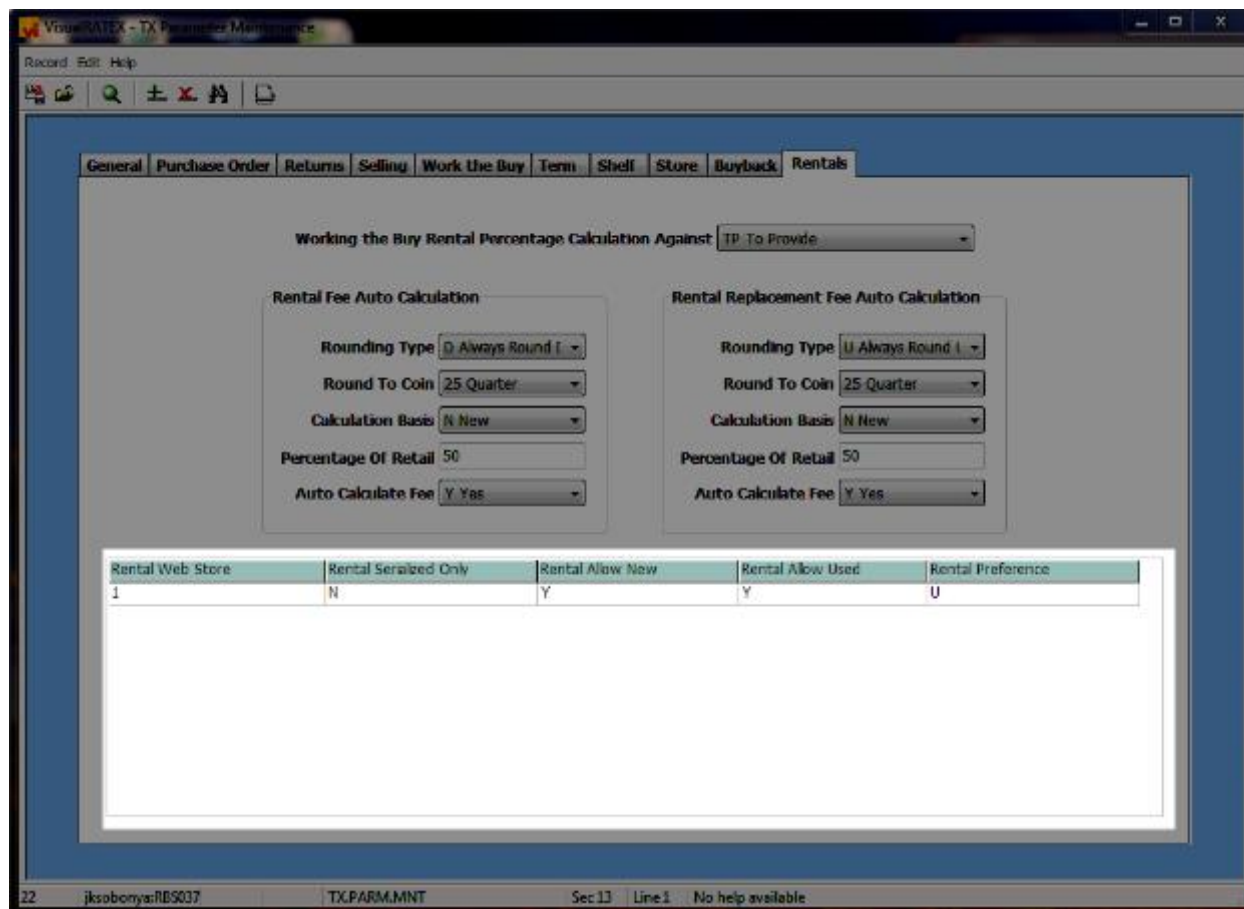 VisualRATEX - TX Parameter Maintenance
Record Edit Help
General Purchase Order Returns Selling Work the Buy Term Shelf Store Buyback Rentals
Working the Buy Rental Percentage Calculation Against TP To Provide
Rental Fee Auto Calculation
Rounding Type D Always Round
Round To Coin 25 Quarter
Calculation Basis N New
Percentage Of Retail 50
Auto Calculate Fee Y Yes
Rental Replacement Fee Auto Calculation
Rounding Type U Always Round
Round To Coin 25 Quarter
Calculation Basis N New
Percentage Of Retail 50
Auto Calculate Fee Y Yes
Rental Web Store Rental Serialzed Only Rental Allow New Rental Allow Used Rental Preference
1 N Y Y U
22 jksobonya:RBS037 TX.PARM.MNT Sec 13 Line 1 No help available